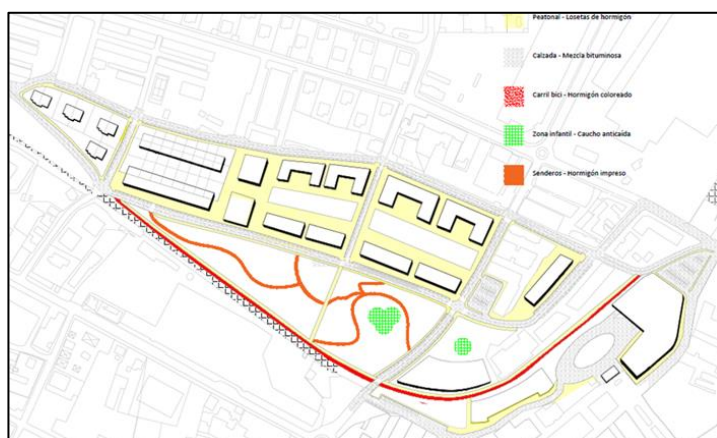 Peatonal - Losetas de hormigón
Calzada - Mezcla bituminosa
Carril bici - Hormigón coloreado
Zona infantil - Caucho anticaída
Senderos - Hormigón impreso